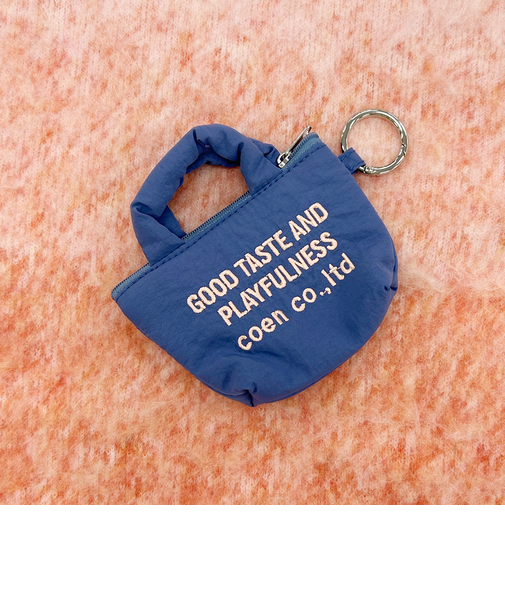 GOOD TASTE AND
PLAYFULNESS
coen co.,ltd